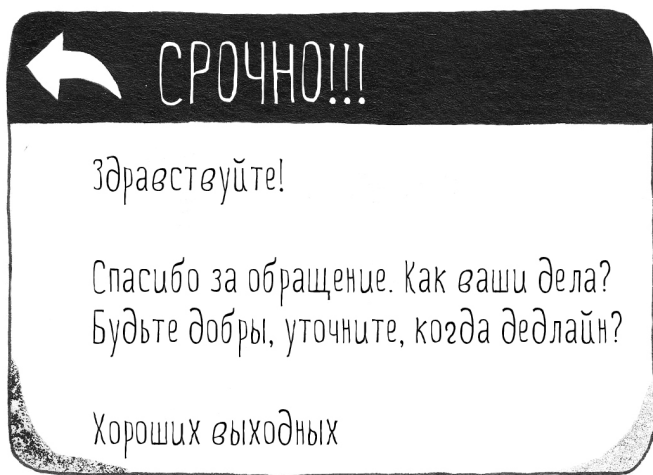 СРОЧНО!!!
Здравствуйте!
Спасибо за обращение. Как ваши дела?
Будьте добры, уточните, когда дедлайн?
Хороших выходных